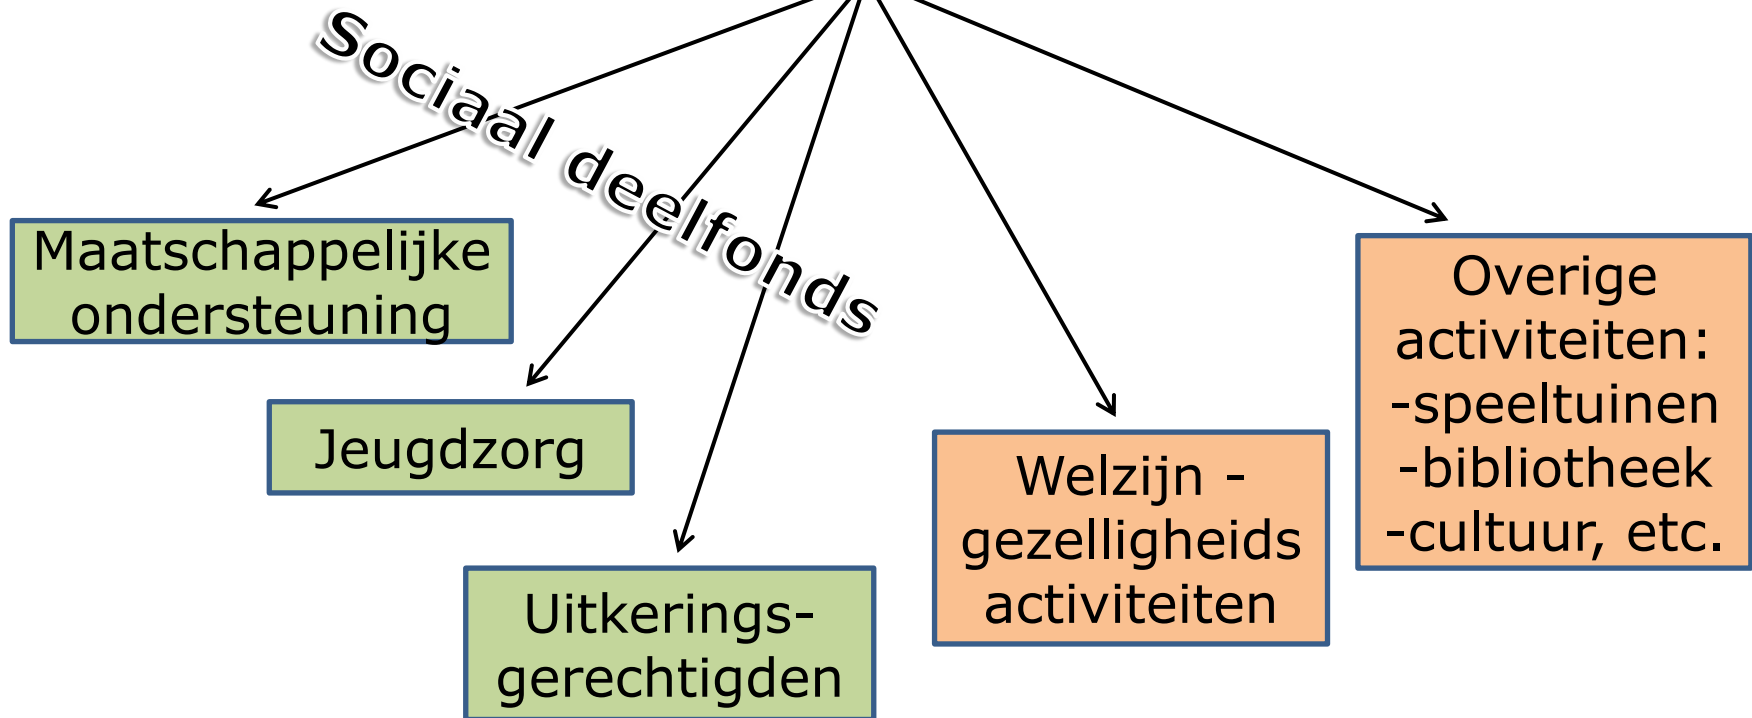 Sociaal deelfonds
Maatschappelijke
ondersteuning
Jeugdzorg
Uitkerings-
gerechtigden
Welzijn -
gezelligheids
activiteiten
Overige
activiteiten:
-speeltuinen
-bibliotheek
-cultuur, etc.